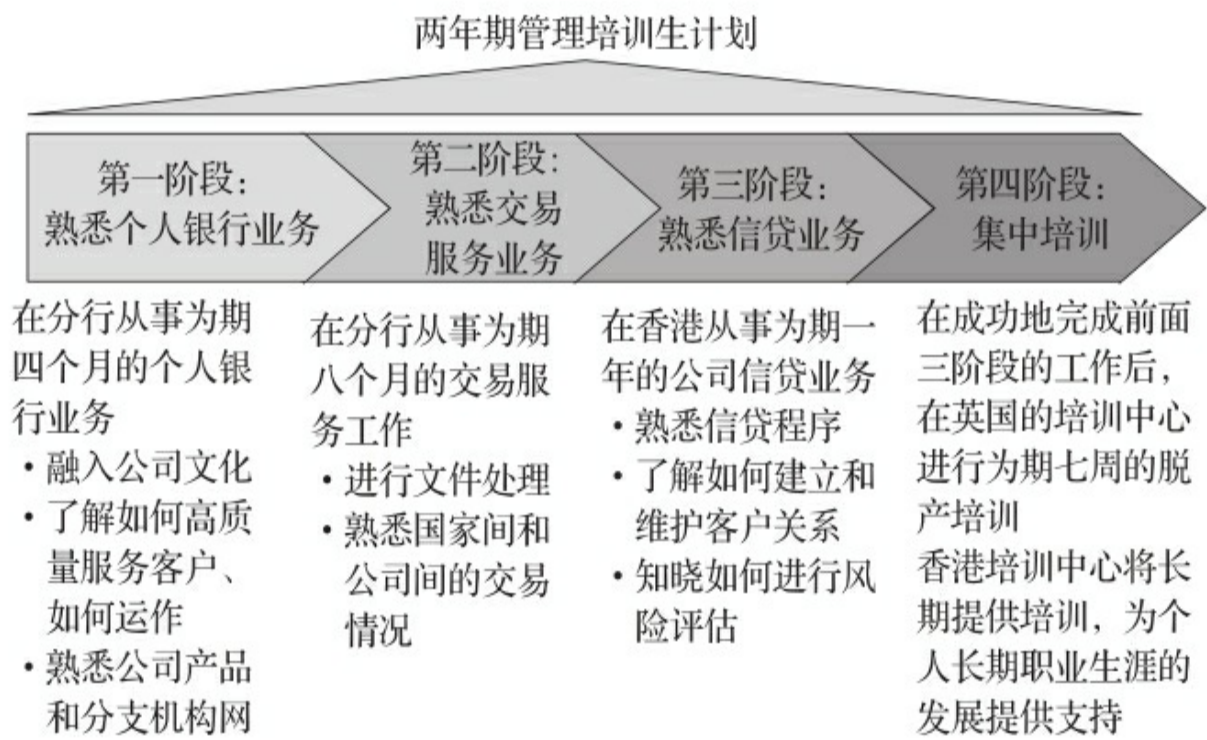 两年期管理培训生计划
第一阶段：
熟悉个人银行业务
第二阶段：
熟悉交易
服务业务
第三阶段：
熟悉信贷业务
第四阶段：
集中培训
在分行从事为期
四个月的个人银
行业务
·融入公司文化
·了解如何高质
量服务客户、
如何运作
·熟悉公司产品
和分支机构网
在分行从事为期
八个月的交易服
务工作
·进行文件处理
·熟悉国家间和
公司间的交易
情况
在香港从事为期一
年的公司信贷业务
·熟悉信贷程序
·了解如何建立和
维护客户关系
·知晓如何进行风
险评估
在成功地完成前面
三阶段的工作后，
在英国的培训中心
进行为期七周的脱
产培训
香港培训中心将长
期提供培训，为个
人长期职业生涯的
发展提供支持